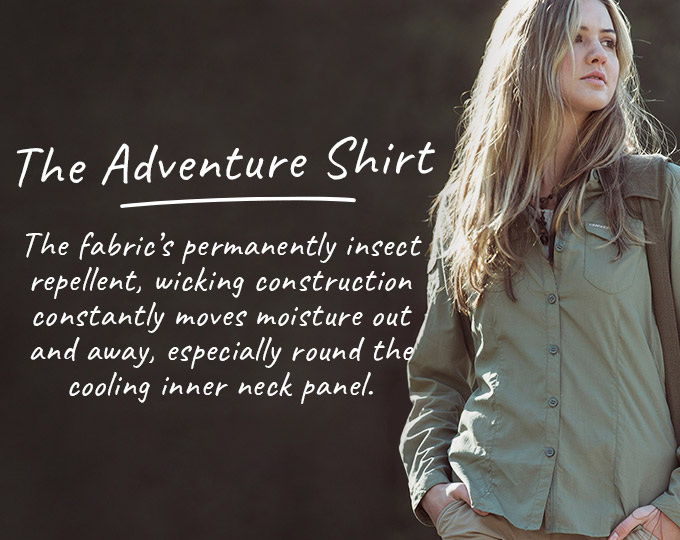 The Adventure Shirt
The fabric's permanently insect
repellent, wicking construction
constantly moves moisture out
and away, especially round the
cooling inner neck panel.